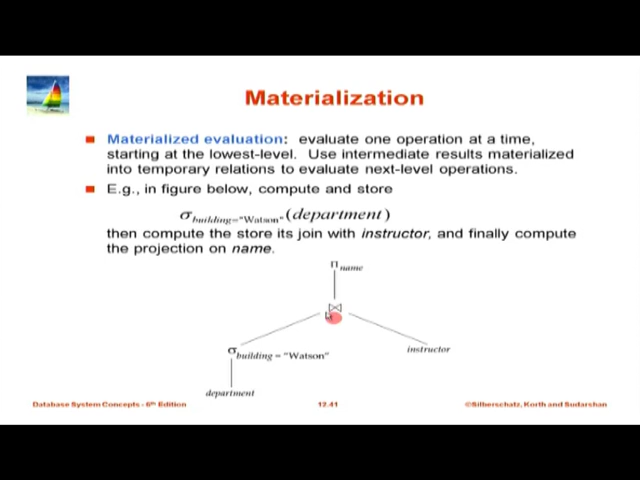 Materialization
Materialized evaluation: evaluate one operation at a time,
starting at the lowest-level. Use intermediate results materialized
into temporary relations to evaluate next-level operations.
E.g., in figure below, compute and store
σbuilding="Watson"(department)
then compute the store its join with instructor, and finally compute
the projection on name.
Π name
⋈
σ building = "Watson"
instructor
department
Database System Concepts - 6th Edition
12.41
©Silberschatz, Korth and Sudarshan